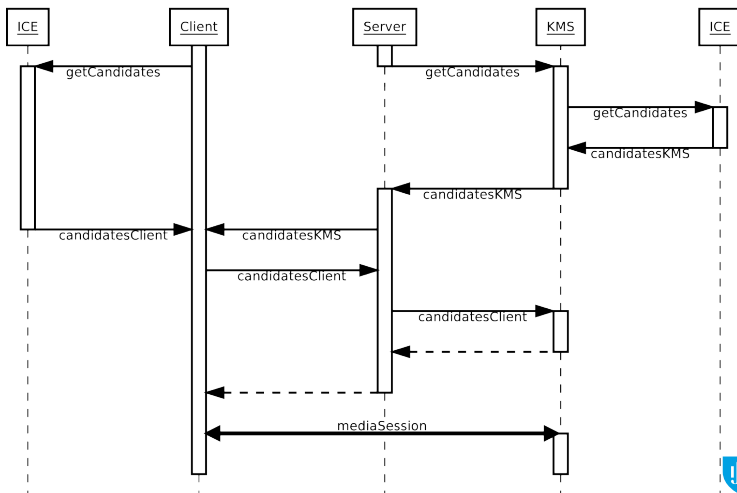 ICE
Client
Server
KMS
ICE
getCandidates
getCandidates
getCandidates
candidatesKMS
candidatesKMS
candidatesClient
candidatesKMS
candidatesClient
candidatesClient
mediaSession